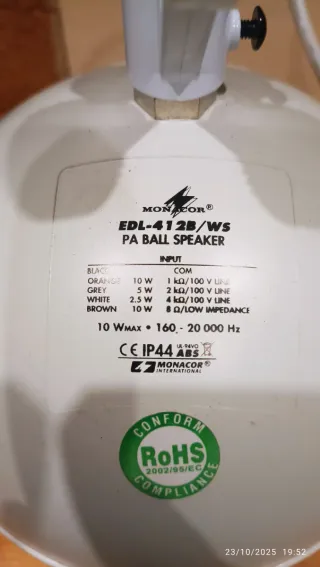 MONACOR®
EDL-412B/WS
PA BALL SPEAKER
INPUT
BLACK COM
ORANGE 10 W 1 kΩ/100 V LINE
GREY 5 W 2 kΩ/100 V LINE
WHITE 2.5 W 4 kΩ/100 V LINE
BROWN 10 W 8 Ω/LOW IMPEDANCE
10 WMAX • 160 - 20 000 Hz
CE IP44 UL-94V0 ABS
MONACOR®
INTERNATIONAL
CONFORM
RoHS
2002/95/EC
COMPLIANCE
23/10/2025 19:52